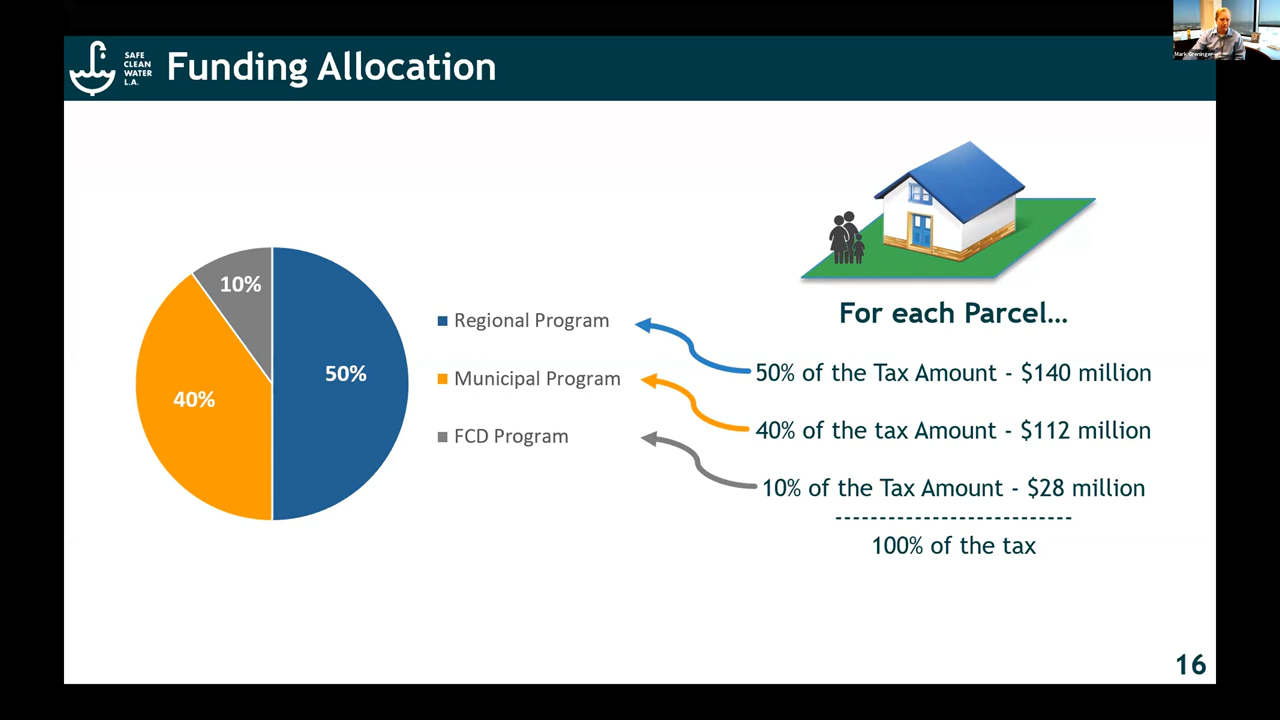 SAFE
CLEAN
WATER
L.A.
Funding Allocation
Mark Greninger
10%
50%
40%
Regional Program
Municipal Program
FCD Program
For each Parcel...
50% of the Tax Amount - $140 million
40% of the tax Amount - $112 million
10% of the Tax Amount - $28 million
---------------------------
100% of the tax
16